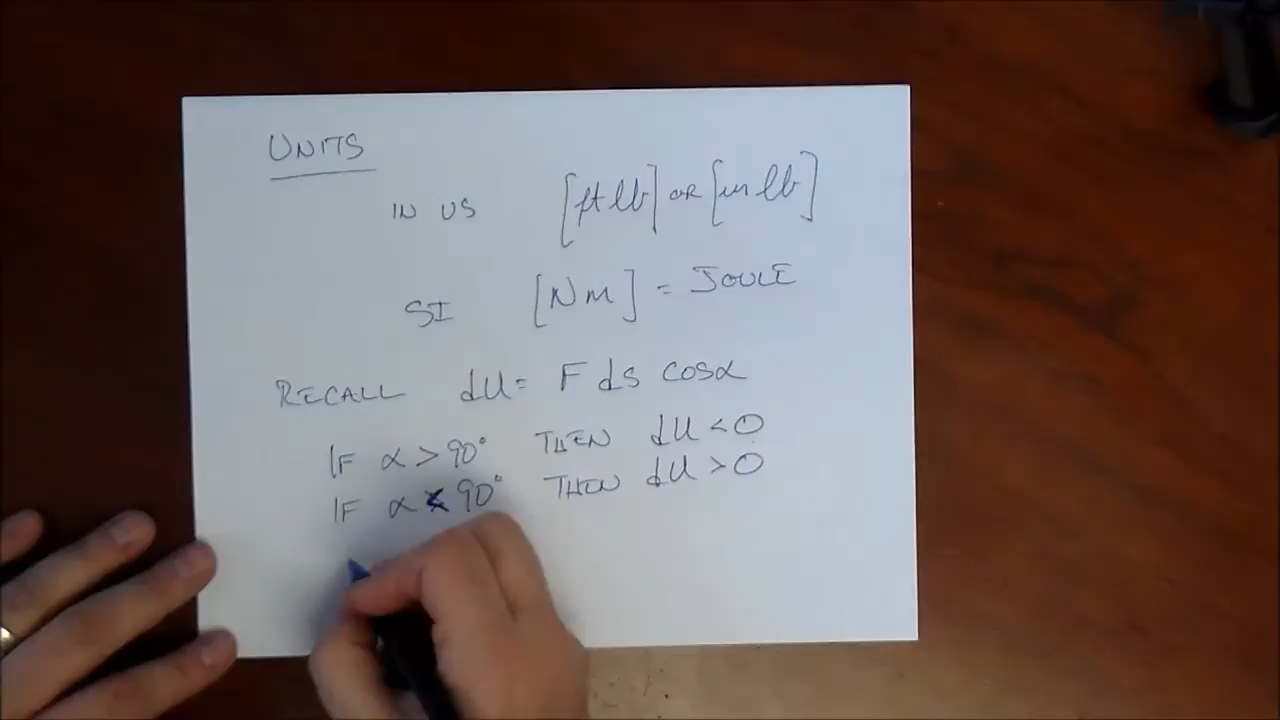 UNITS
IN US [ft lb] OR [in lb]
SI [Nm] = JOULE
RECALL dU = F ds cosα
IF α > 90° THEN dU < 0
IF α < 90° THEN dU > 0